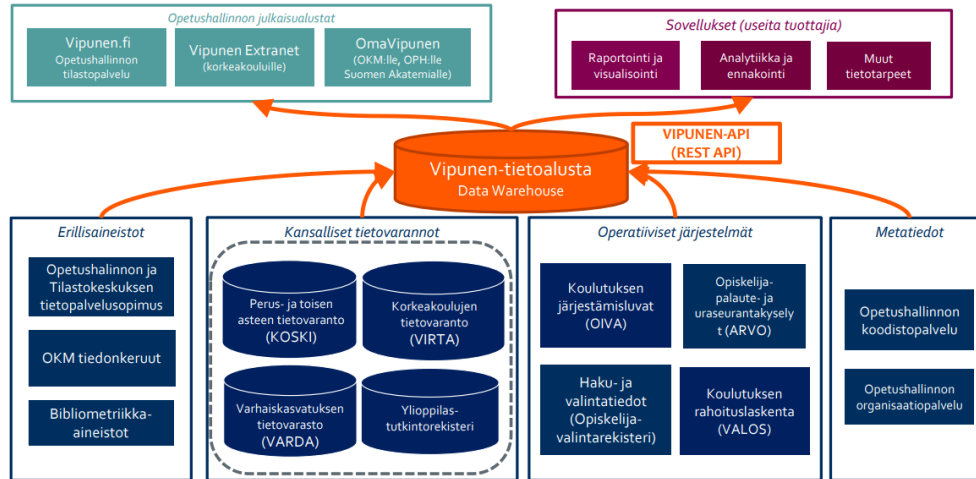 Opetushallinnon julkaisualustat
Vipunen.fi
Opetushallinnon
tilastopalvelu
Vipunen Extranet
(korkeakouluille)
OmaVipunen
(OKM:lle, OPH:lle
Suomen Akatemialle)
Sovellukset (useita tuottajia)
Raportointi ja
visualisointi
Analytiikka ja
ennakointi
Muut
tietotarpeet
VIPUNEN-API
(REST API)
Vipunen-tietoalusta
Data Warehouse
Erillisaineistot
Opetushalinnon ja
Tilastokeskuksen
tietopalvelusopimus
OKM tiedonkeruut
Bibliometriikka-
aineistot
Kansalliset tietovarannot
Perus- ja toisen
asteen tietovaranto
(KOSKI)
Korkeakoulujen
tietovaranto
(VIRTA)
Varhaiskasvatuksen
tietovarasto
(VARDA)
Ylioppilas-
tutkintorekisteri
Operatiiviset järjestelmät
Koulutuksen
järjestämisluvat
(OIVA)
Opiskelija-
palaute- ja
uraseurantakysely
t (ARVO)
Haku- ja
valintatiedot
(Opiskelija-
valintarekisteri)
Koulutuksen
rahoituslaskenta
(VALOS)
Metatiedot
Opetushallinnon
koodistopalvelu
Opetushallinnon
organisaatiopalvelu